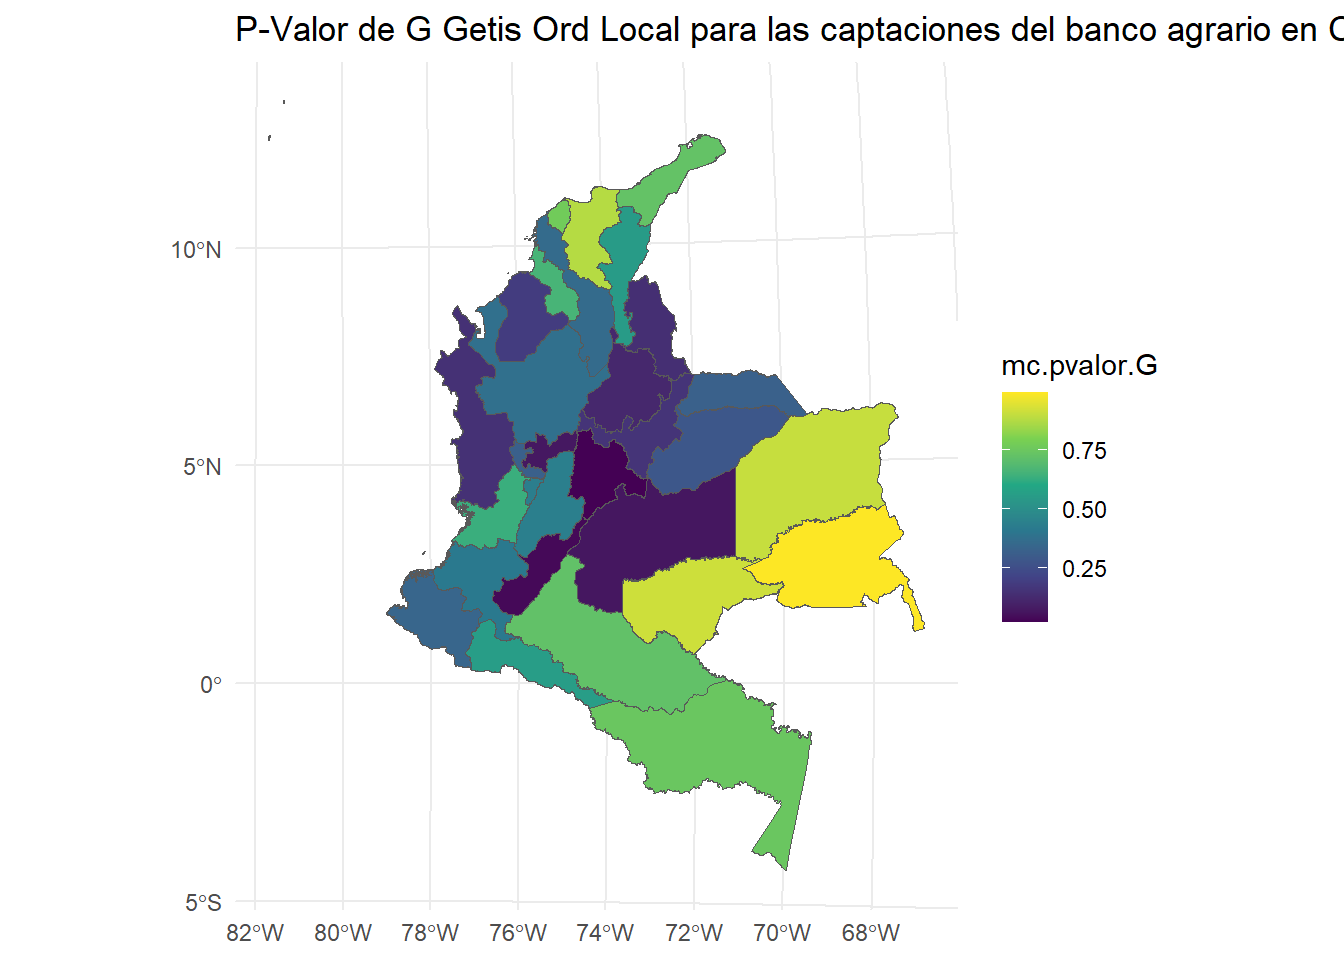 P-Valor de G Getis Ord Local para las captaciones del banco agrario en C
10°N
5°N
0°
5°S
82°W 80°W 78°W 76°W 74°W 72°W 70°W 68°W
mc.pvalor.G
0.75
0.50
0.25